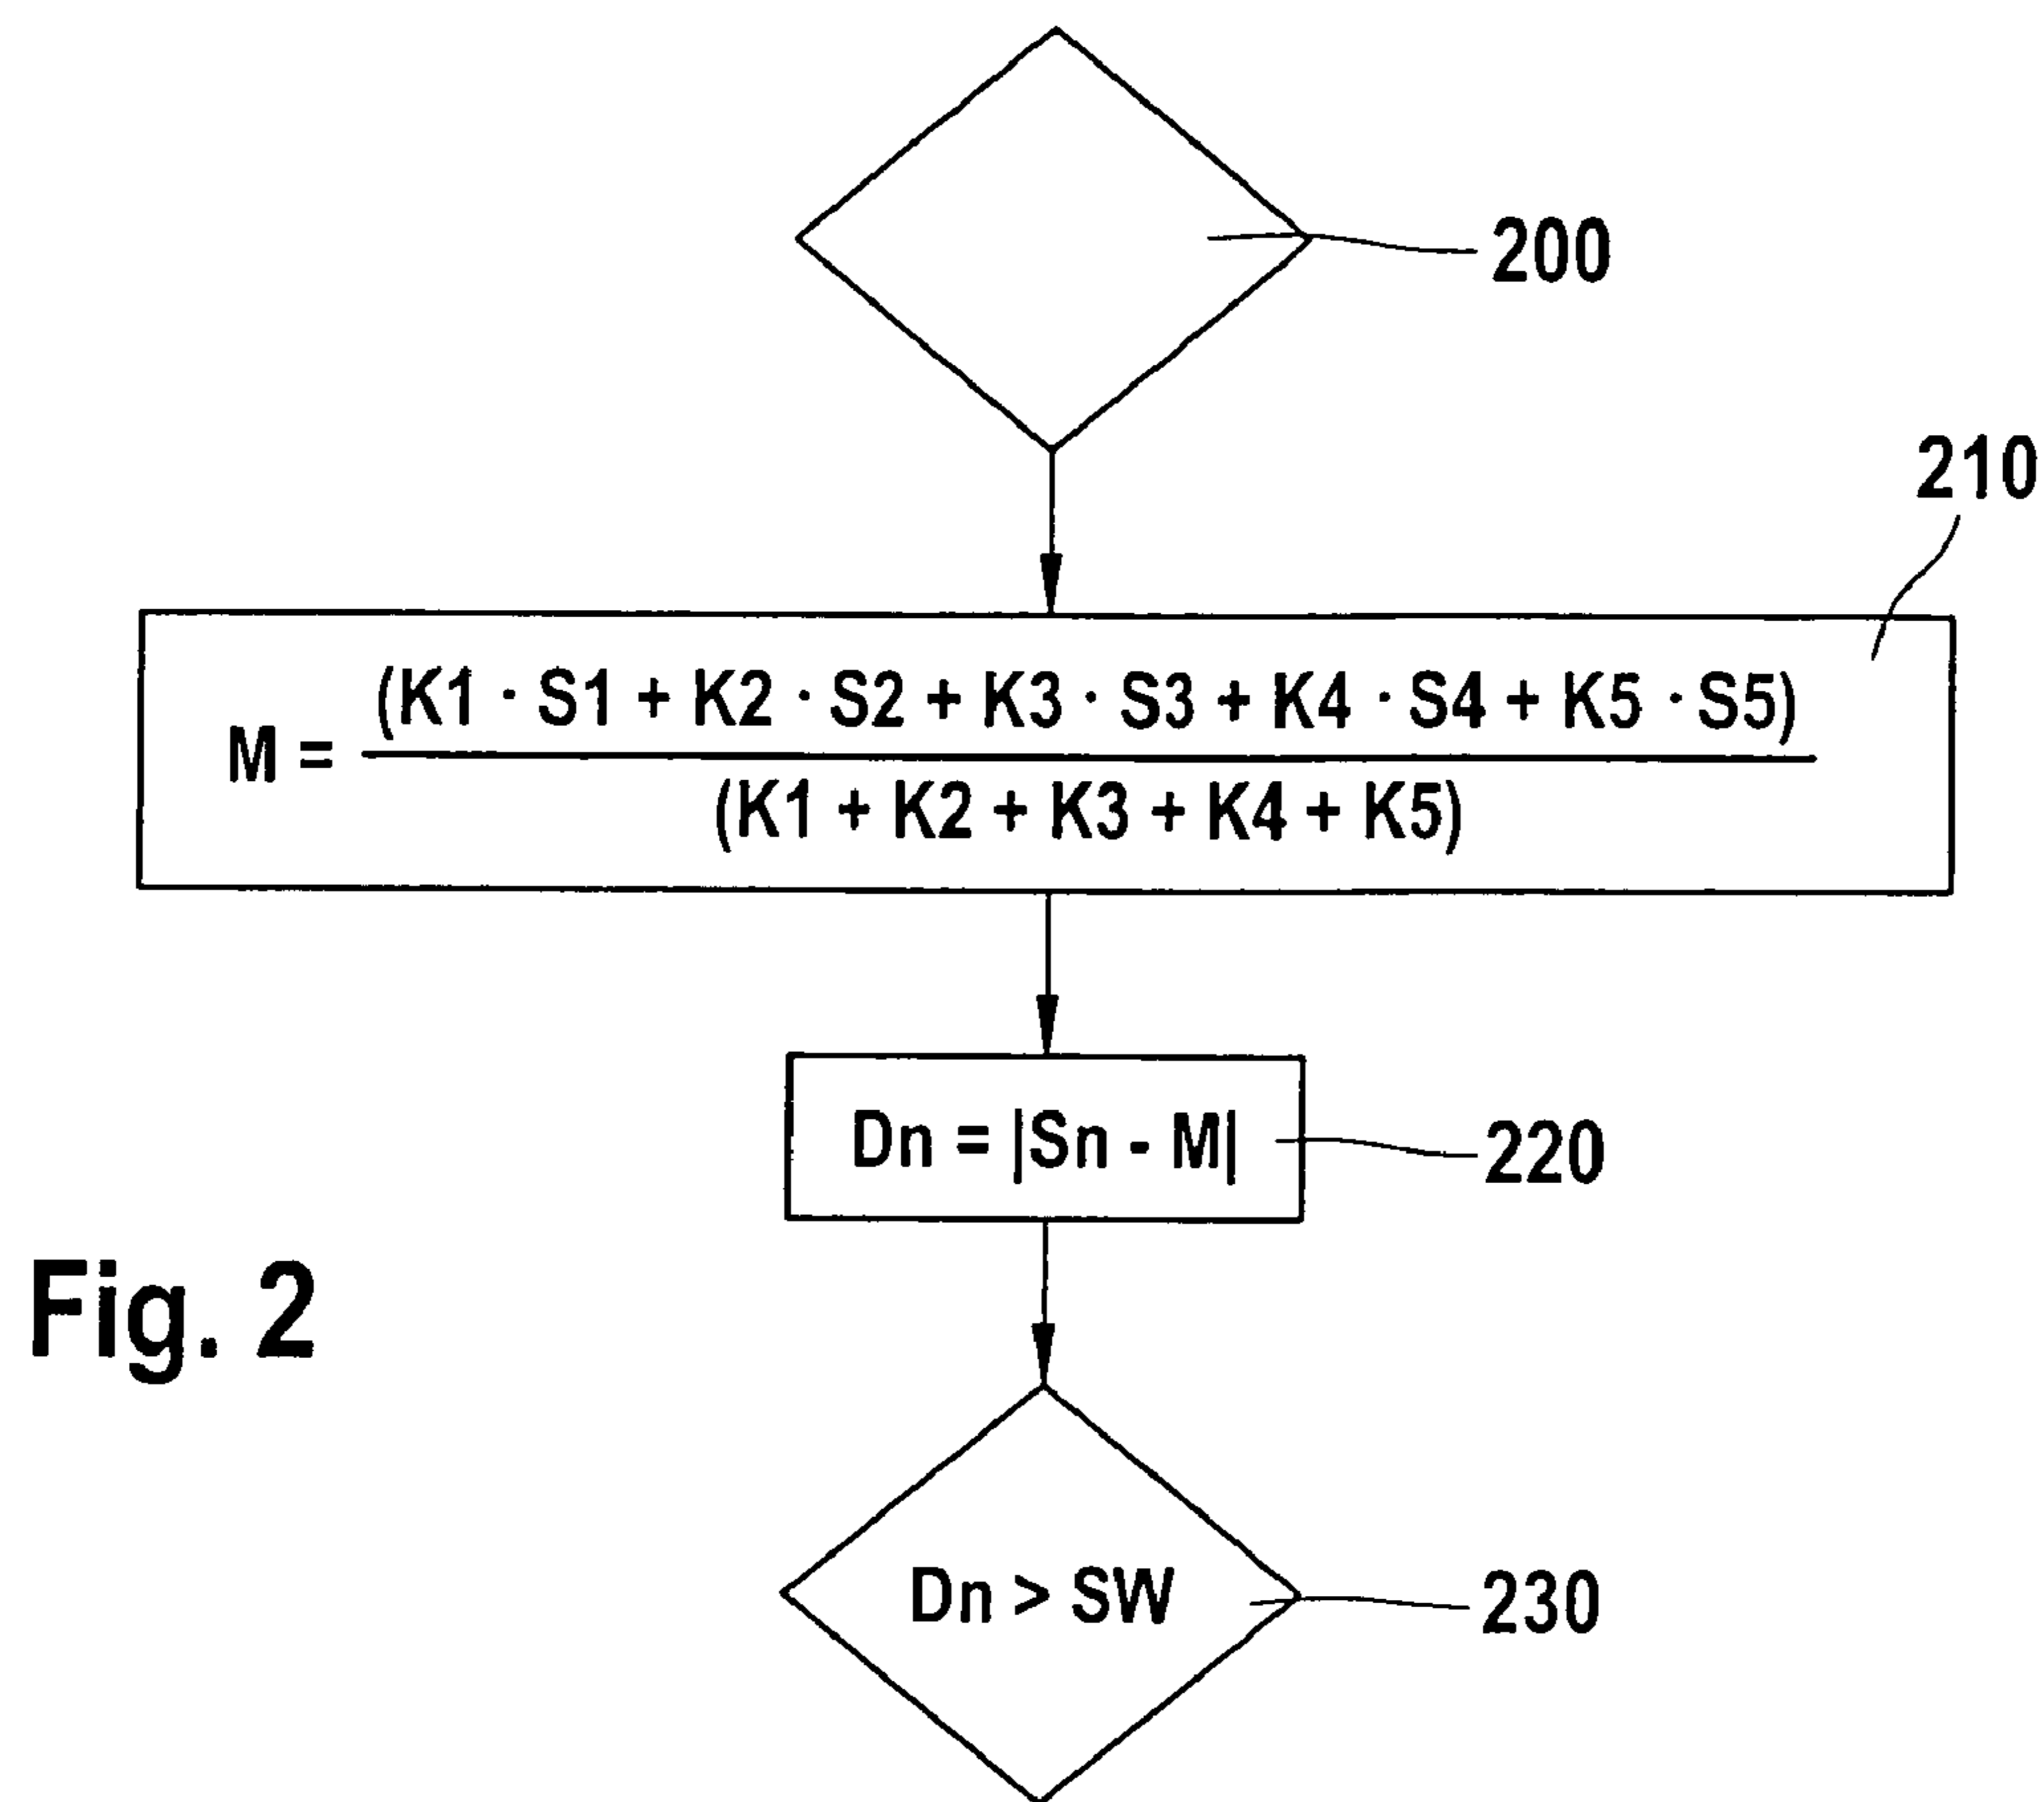 200
210
(K1 · S1 + K2 · S2 + K3 · S3 + K4 · S4 + K5 · S5)
M =
(K1 + K2 + K3 + K4 + K5)
Dn = |Sn - M|
220
Fig. 2
Dn > SW
230